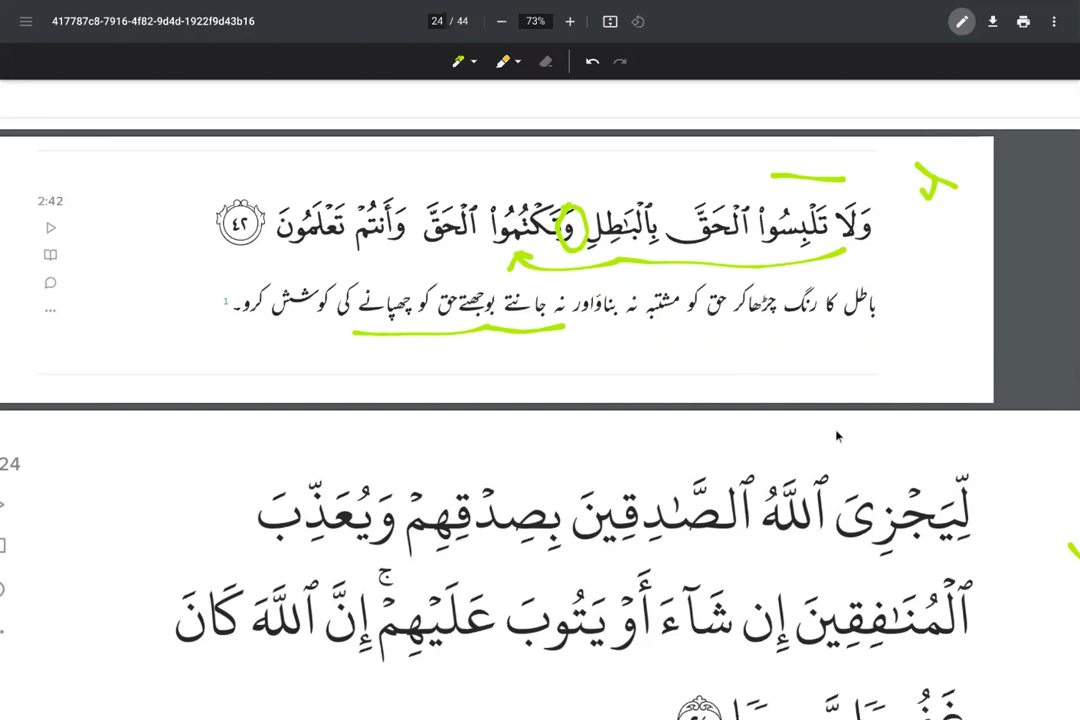 417787c8-7916-4f82-9d4d-1922f9d43b16
24 / 44
73%
2:42
وَلَا تَلْبِسُوا۟ ٱلْحَقَّ بِٱلْبَـٰطِلِ وَتَكْتُمُوا۟ ٱلْحَقَّ وَأَنتُمْ تَعْلَمُونَ ٤٢
باطل کا رنگ چڑھاکر حق کو مشتبہ نہ بناؤ اور نہ جانتے بوجھتے حق کو چھپانے کی کوشش کرو۔ 1
24
لِّيَجْزِىَ ٱللَّهُ ٱلصَّـٰدِقِينَ بِصِدْقِهِمْ وَيُعَذِّبَ
ٱلْمُنَـٰفِقِينَ إِن شَآءَ أَوْ يَتُوبَ عَلَيْهِمْ ۚ إِنَّ ٱللَّهَ كَانَ